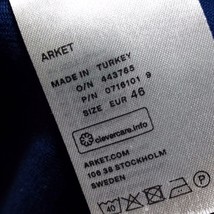 ARKET
MADE IN TURKEY
O/N 443765
P/N 0716101 9
SIZE EUR 46
clevercare.info
ARKET.COM
106 38 STOCKHOLM
SWEDEN
40